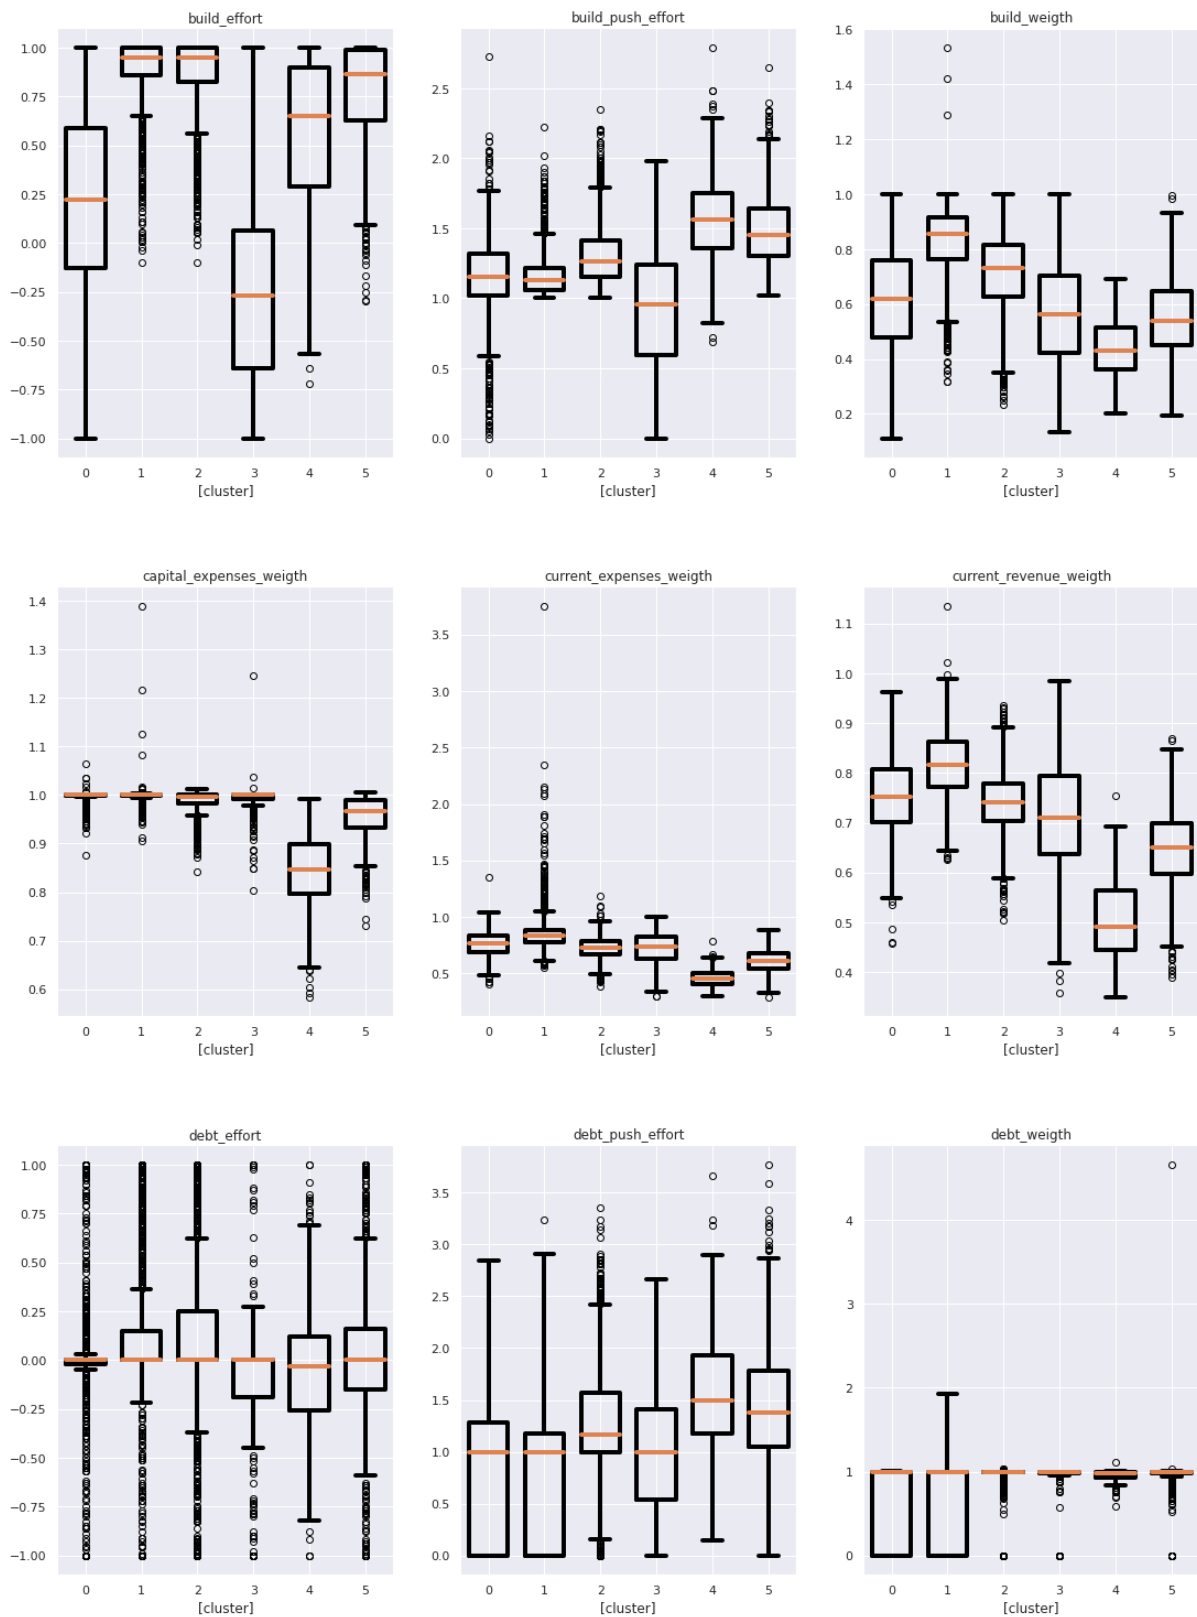 build_effort
build_push_effort
build_weigth
1.00
0.75
0.50
0.25
0.00
−0.25
−0.50
−0.75
−1.00
0 1 2 3 4 5
[cluster]
2.5
2.0
1.5
1.0
0.5
0.0
0 1 2 3 4 5
[cluster]
1.6
1.4
1.2
1.0
0.8
0.6
0.4
0.2
0 1 2 3 4 5
[cluster]
capital_expenses_weigth
current_expenses_weigth
current_revenue_weigth
1.4
1.3
1.2
1.1
1.0
0.9
0.8
0.7
0.6
0 1 2 3 4 5
[cluster]
3.5
3.0
2.5
2.0
1.5
1.0
0.5
0 1 2 3 4 5
[cluster]
1.1
1.0
0.9
0.8
0.7
0.6
0.5
0.4
0 1 2 3 4 5
[cluster]
debt_effort
debt_push_effort
debt_weigth
1.00
0.75
0.50
0.25
0.00
−0.25
−0.50
−0.75
−1.00
0 1 2 3 4 5
[cluster]
3.5
3.0
2.5
2.0
1.5
1.0
0.5
0.0
0 1 2 3 4 5
[cluster]
4
3
2
1
0
0 1 2 3 4 5
[cluster]